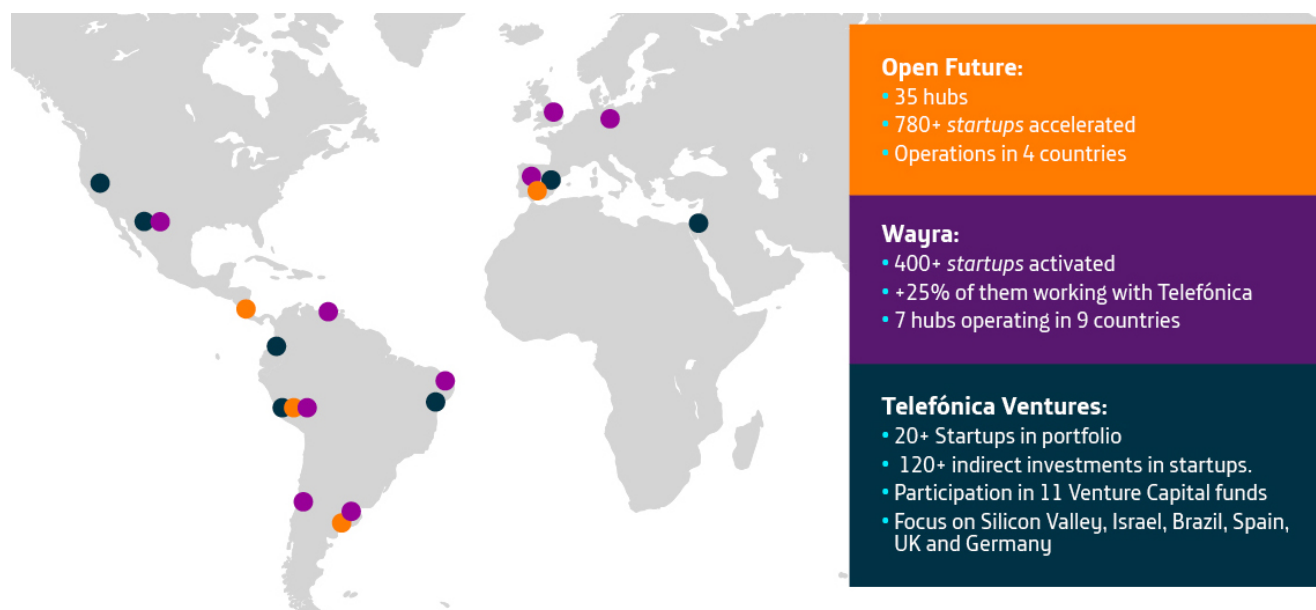 Open Future:
• 35 hubs
• 780+ startups accelerated
• Operations in 4 countries
Wayra:
• 400+ startups activated
• +25% of them working with Telefónica
• 7 hubs operating in 9 countries
Telefónica Ventures:
• 20+ Startups in portfolio
• 120+ indirect investments in startups.
• Participation in 11 Venture Capital funds
• Focus on Silicon Valley, Israel, Brazil, Spain,
UK and Germany